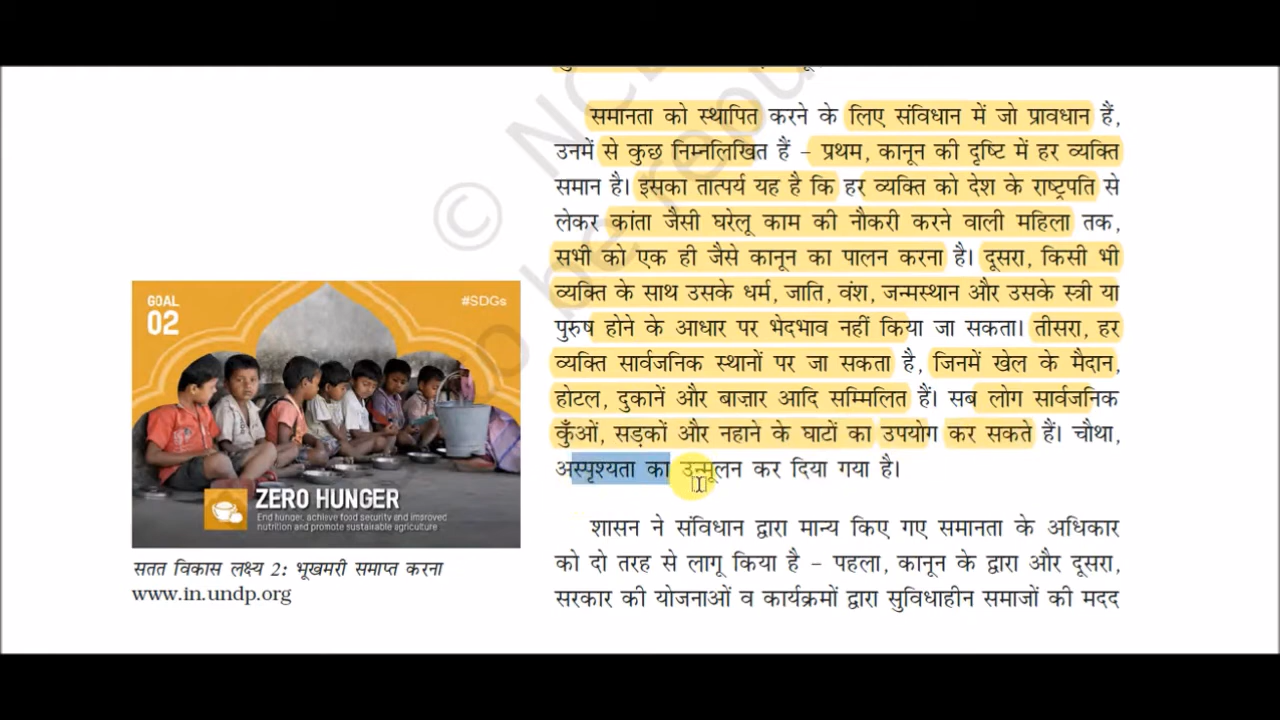 समानता को स्थापित करने के लिए संविधान में जो प्रावधान हैं,
उनमें से कुछ निम्नलिखित हैं – प्रथम, कानून की दृष्टि में हर व्यक्ति
समान है। इसका तात्पर्य यह है कि हर व्यक्ति को देश के राष्ट्रपति से
लेकर कांता जैसी घरेलू काम की नौकरी करने वाली महिला तक,
सभी को एक ही जैसे कानून का पालन करना है। दूसरा, किसी भी
व्यक्ति के साथ उसके धर्म, जाति, वंश, जन्मस्थान और उसके स्त्री या
पुरुष होने के आधार पर भेदभाव नहीं किया जा सकता। तीसरा, हर
व्यक्ति सार्वजनिक स्थानों पर जा सकता है, जिनमें खेल के मैदान,
होटल, दुकानें और बाजार आदि सम्मिलित हैं। सब लोग सार्वजनिक
कुँओं, सड़कों और नहाने के घाटों का उपयोग कर सकते हैं। चौथा,
अस्पृश्यता का उन्मूलन कर दिया गया है।
शासन ने संविधान द्वारा मान्य किए गए समानता के अधिकार
को दो तरह से लागू किया है – पहला, कानून के द्वारा और दूसरा,
सरकार की योजनाओं व कार्यक्रमों द्वारा सुविधाहीन समाजों की मदद
GOAL
02
#SDGs
ZERO HUNGER
End hunger, achieve food security and improved
nutrition and promote sustainable agriculture
सतत विकास लक्ष्य 2: भूखमरी समाप्त करना
www.in.undp.org
©
o be repu